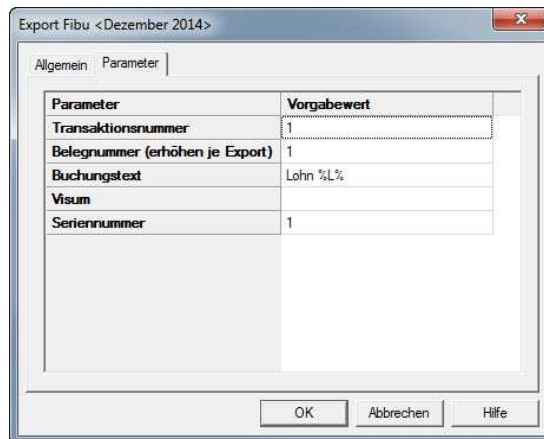 Export Fibu <Dezember 2014>
Allgemein Parameter
Parameter Vorgabewert
Transaktionsnummer 1
Belegnummer (erhöhen je Export) 1
Buchungstext Lohn %L%
Visum
Seriennummer 1
OK Abbrechen Hilfe